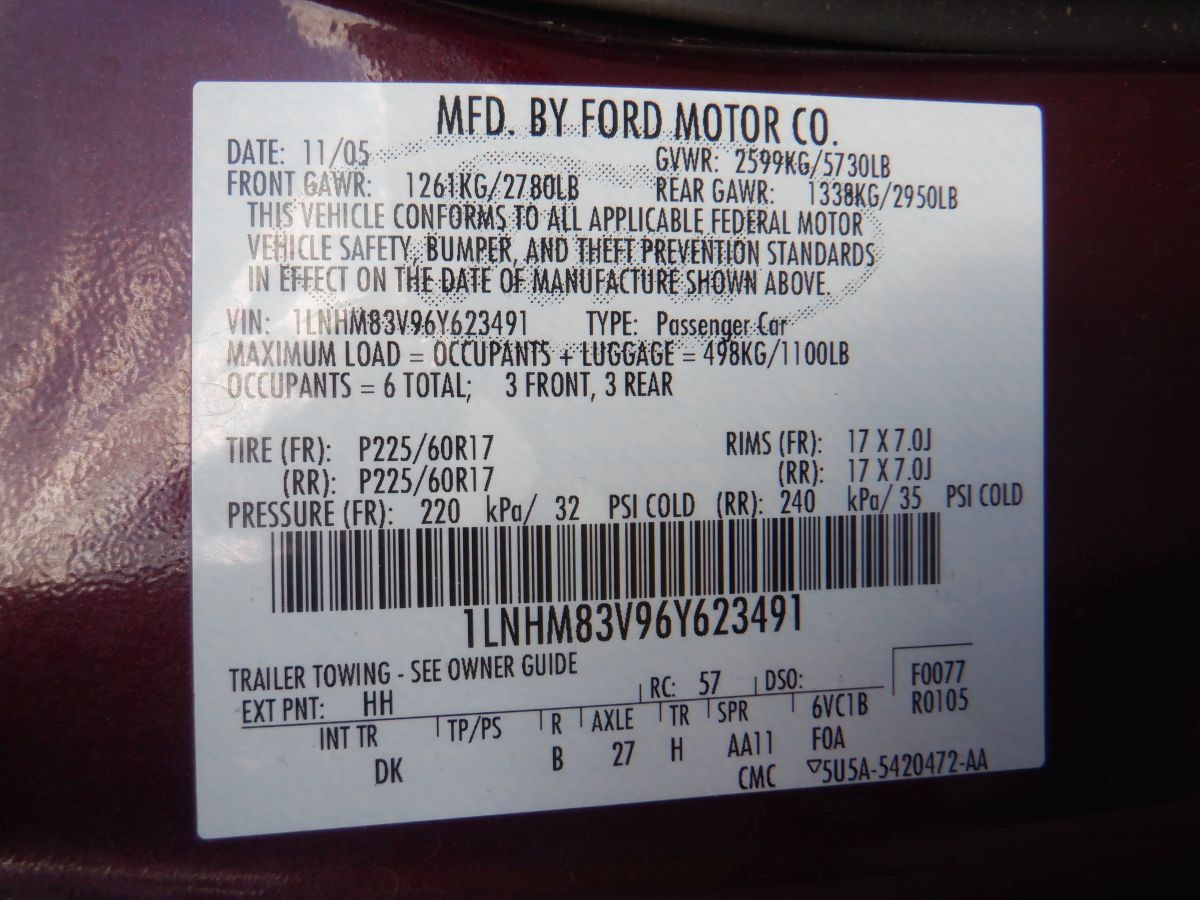 MFD. BY FORD MOTOR CO.
DATE: 11/05 GVWR: 2599KG/5730LB
FRONT GAWR: 1261KG/2780LB REAR GAWR: 1338KG/2950LB
THIS VEHICLE CONFORMS TO ALL APPLICABLE FEDERAL MOTOR
VEHICLE SAFETY, BUMPER, AND THEFT PREVENTION STANDARDS
IN EFFECT ON THE DATE OF MANUFACTURE SHOWN ABOVE.
VIN: 1LNHM83V96Y623491 TYPE: Passenger Car
MAXIMUM LOAD = OCCUPANTS + LUGGAGE = 498KG/1100LB
OCCUPANTS = 6 TOTAL; 3 FRONT, 3 REAR
TIRE (FR): P225/60R17 RIMS (FR): 17 X 7.0J
(RR): P225/60R17 (RR): 17 X 7.0J
PRESSURE (FR): 220 kPa/ 32 PSI COLD (RR): 240 kPa/ 35 PSI COLD
1LNHM83V96Y623491
TRAILER TOWING - SEE OWNER GUIDE F0077
EXT PNT: HH RC: 57 DSO: R0105
INT TR TP/PS R AXLE TR SPR 6VC1B
DK B 27 H AA11 F0A
CMC ▽5U5A-5420472-AA